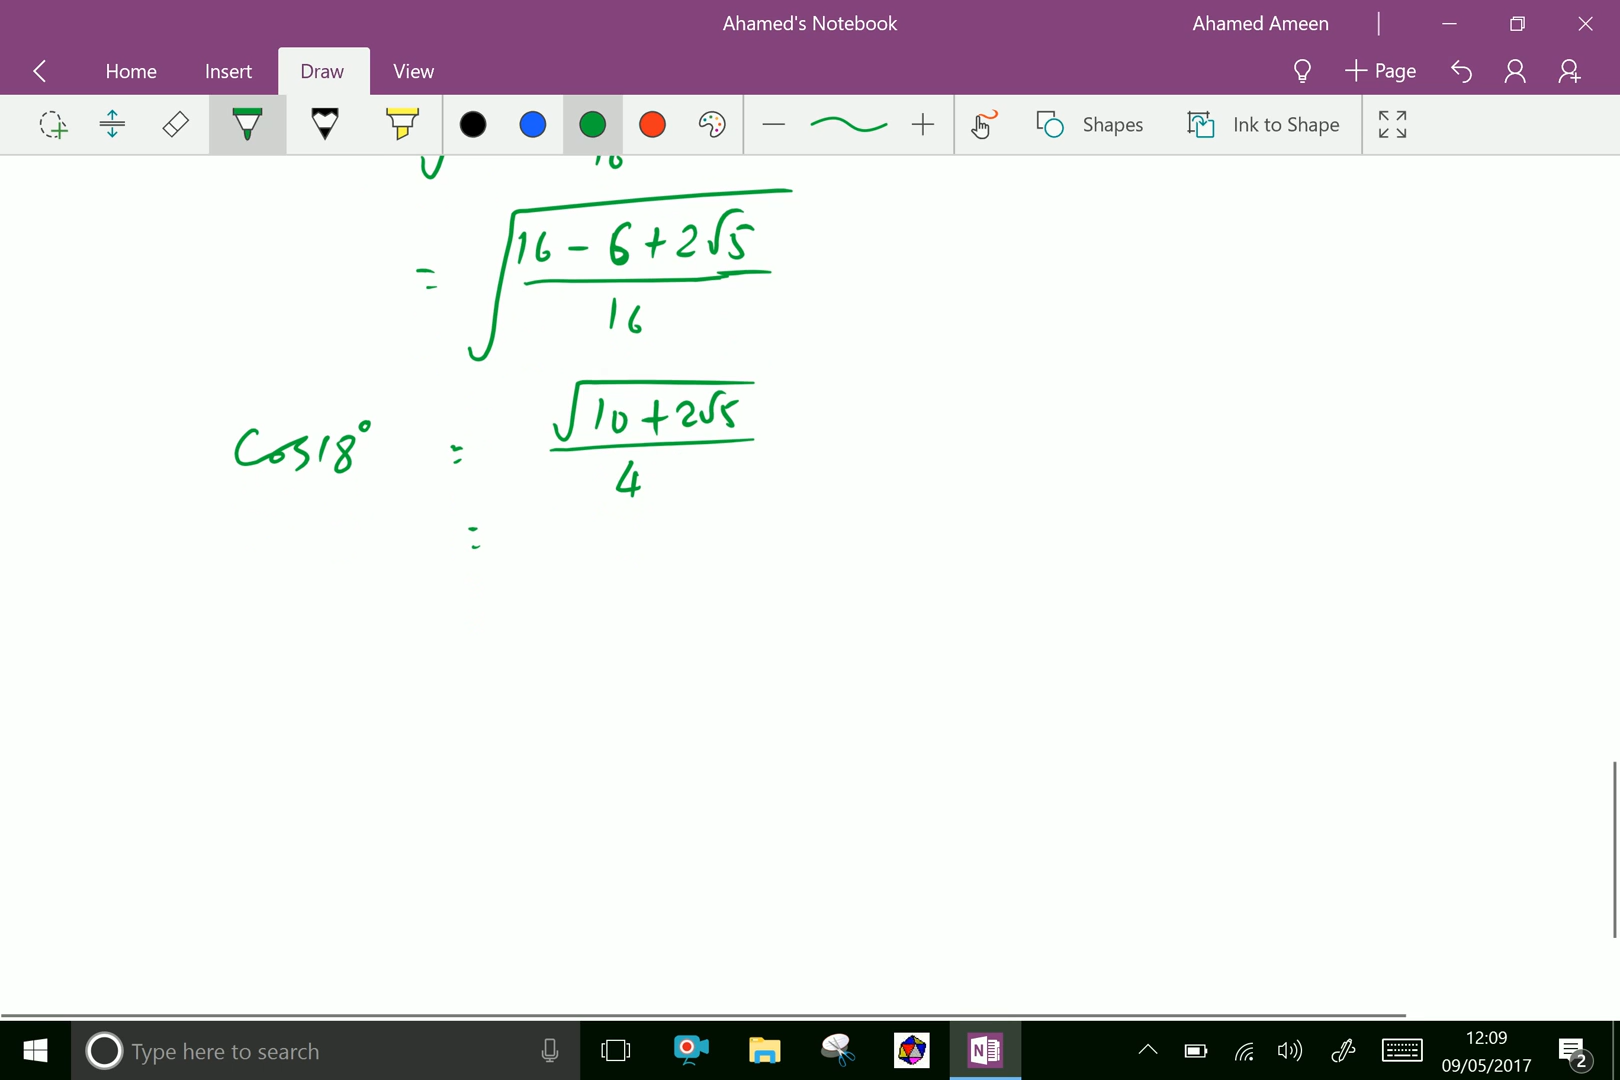 Ahamed's Notebook Ahamed Ameen
Home Insert Draw View + Page
Shapes Ink to Shape
16
= √(16 - 6 + 2√5)/16
Cos18° = √(10 + 2√5)/4
=
Type here to search N 12:09
09/05/2017 2